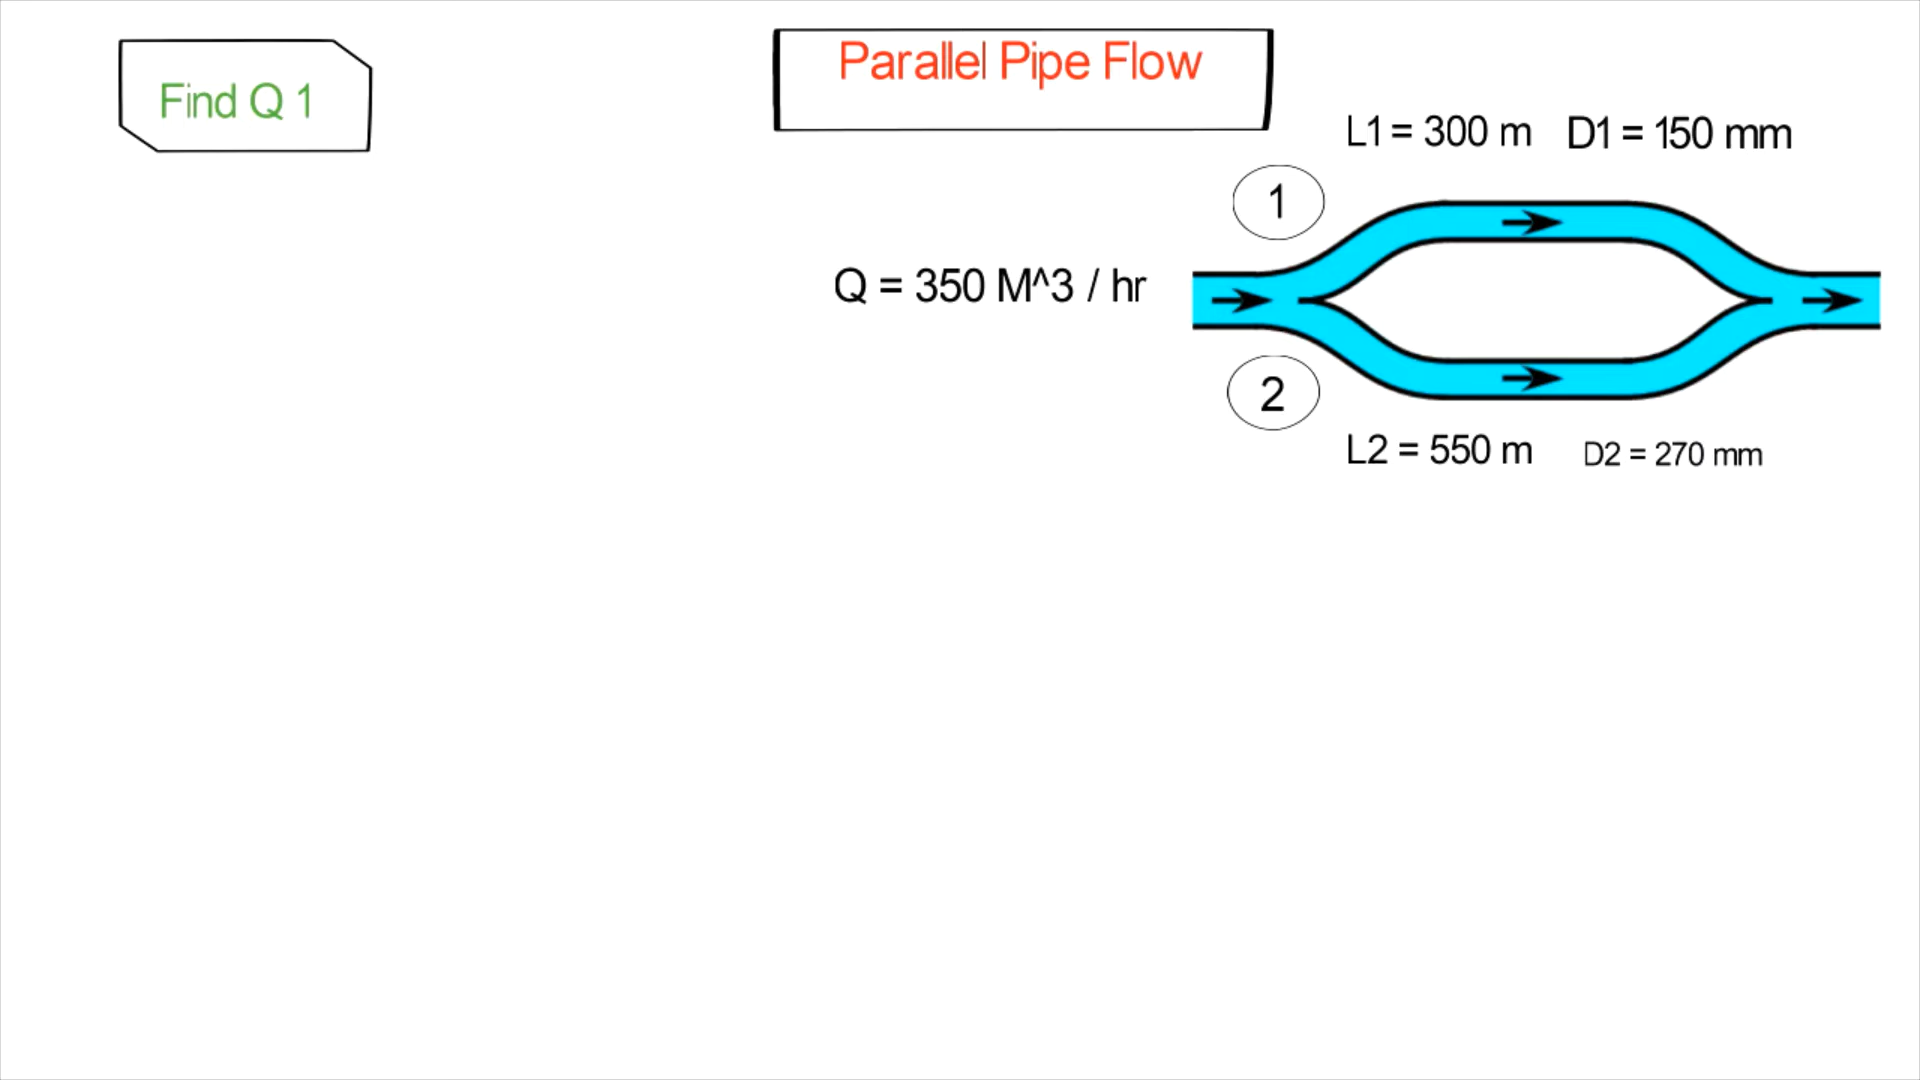 Find Q 1
Parallel Pipe Flow
L1 = 300 m D1 = 150 mm
1
Q = 350 M^3 / hr
2
L2 = 550 m D2 = 270 mm